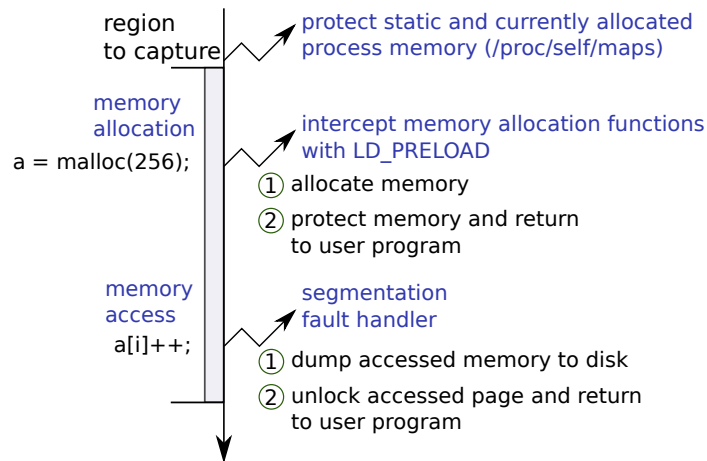 region
to capture
protect static and currently allocated
process memory (/proc/self/maps)
memory
allocation
a = malloc(256);
intercept memory allocation functions
with LD_PRELOAD
1 allocate memory
2 protect memory and return
to user program
memory
access
a[i]++;
segmentation
fault handler
1 dump accessed memory to disk
2 unlock accessed page and return
to user program